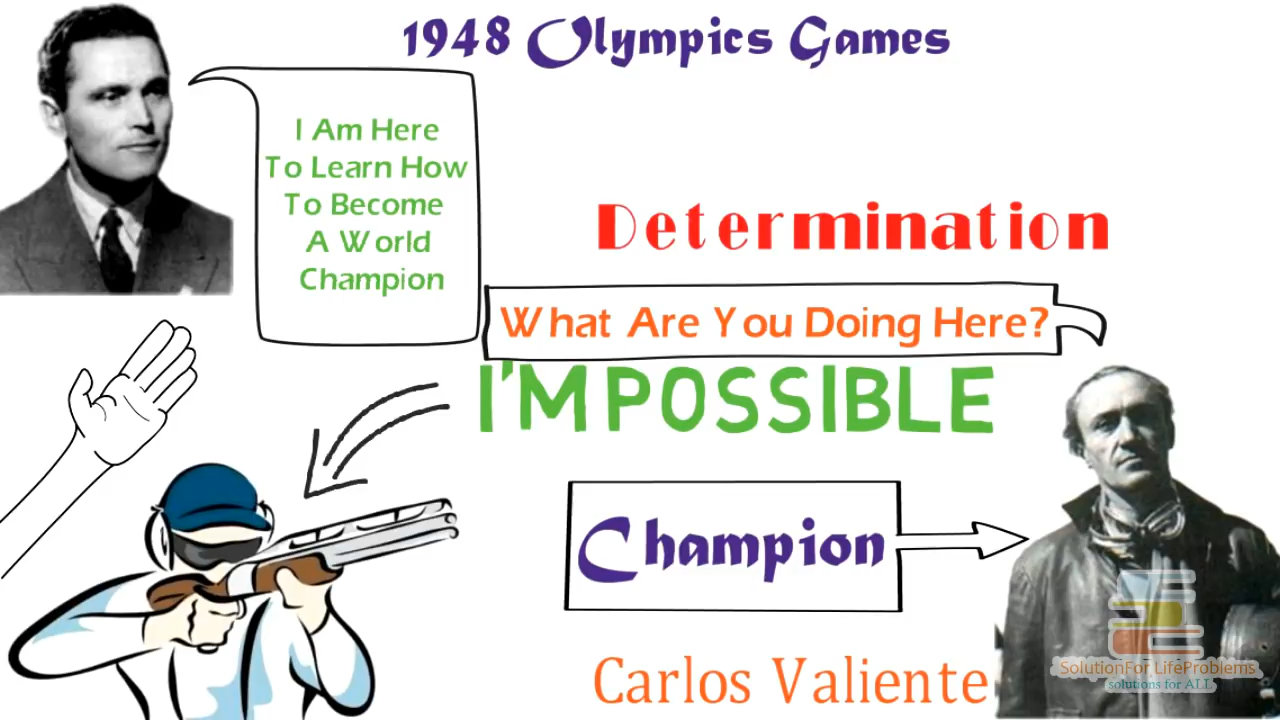 1948 Olympics Games
I Am Here
To Learn How
To Become
A World
Champion
Determination
What Are You Doing Here?
I'MPOSSIBLE
Champion
Carlos Valiente
SolutionFor LifeProblems
solutions for ALL